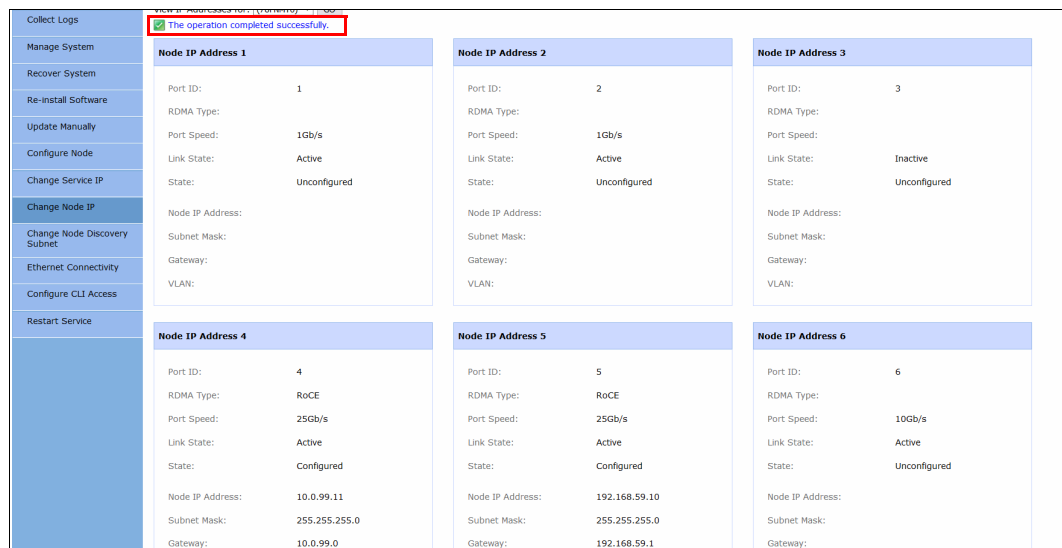 Collect Logs
Manage System
Recover System
Re-install Software
Update Manually
Configure Node
Change Service IP
Change Node IP
Change Node Discovery
Subnet
Ethernet Connectivity
Configure CLI Access
Restart Service
View IP Addresses for:
The operation completed successfully.
Node IP Address 1
Port ID: 1
RDMA Type:
Port Speed: 1Gb/s
Link State: Active
State: Unconfigured
Node IP Address:
Subnet Mask:
Gateway:
VLAN:
Node IP Address 2
Port ID: 2
RDMA Type:
Port Speed: 1Gb/s
Link State: Active
State: Unconfigured
Node IP Address:
Subnet Mask:
Gateway:
VLAN:
Node IP Address 3
Port ID: 3
RDMA Type:
Port Speed:
Link State: Inactive
State: Unconfigured
Node IP Address:
Subnet Mask:
Gateway:
VLAN:
Node IP Address 4
Port ID: 4
RDMA Type: RoCE
Port Speed: 25Gb/s
Link State: Active
State: Configured
Node IP Address: 10.0.99.11
Subnet Mask: 255.255.255.0
Gateway: 10.0.99.0
Node IP Address 5
Port ID: 5
RDMA Type: RoCE
Port Speed: 25Gb/s
Link State: Active
State: Configured
Node IP Address: 192.168.59.10
Subnet Mask: 255.255.255.0
Gateway: 192.168.59.1
Node IP Address 6
Port ID: 6
RDMA Type:
Port Speed: 10Gb/s
Link State: Active
State: Unconfigured
Node IP Address:
Subnet Mask:
Gateway: